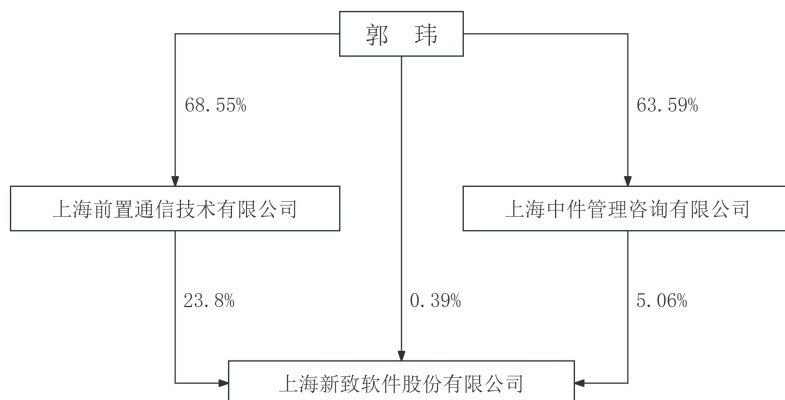 郭 玮
68.55%
63.59%
上海前置通信技术有限公司
上海中件管理咨询有限公司
23.8%
0.39%
5.06%
上海新致软件股份有限公司